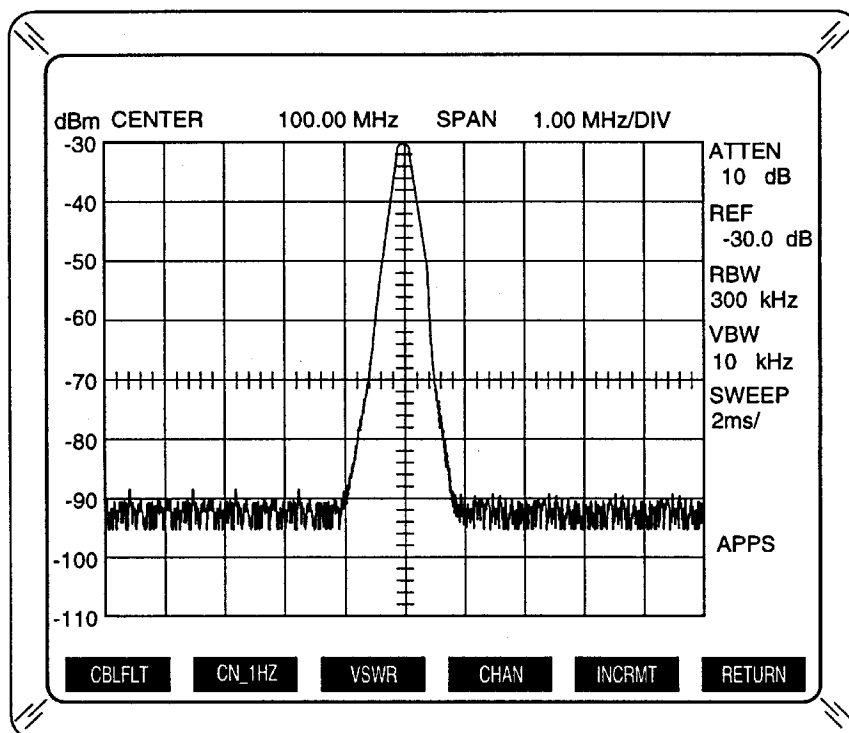 dBm CENTER 100.00 MHz SPAN 1.00 MHz/DIV
-30
-40
-50
-60
-70
-80
-90
-100
-110
ATTEN
10 dB
REF
-30.0 dB
RBW
300 kHz
VBW
10 kHz
SWEEP
2ms/
APPS
CBLFLT CN_1HZ VSWR CHAN INCRMT RETURN